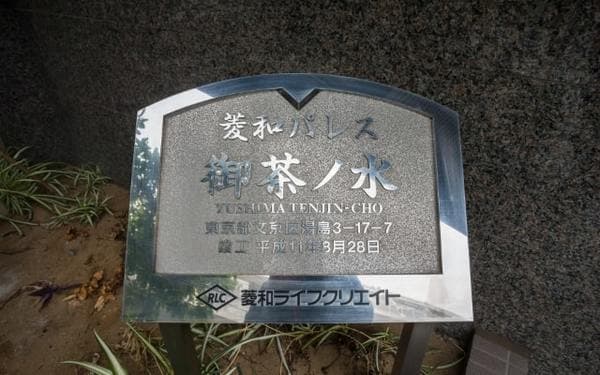 菱和パレス
御茶ノ水
YUSHIMA TENJIN-CHO
東京都文京区湯島3-17-7
竣工 平成11年8月28日
RLC 菱和ライフクリエイト